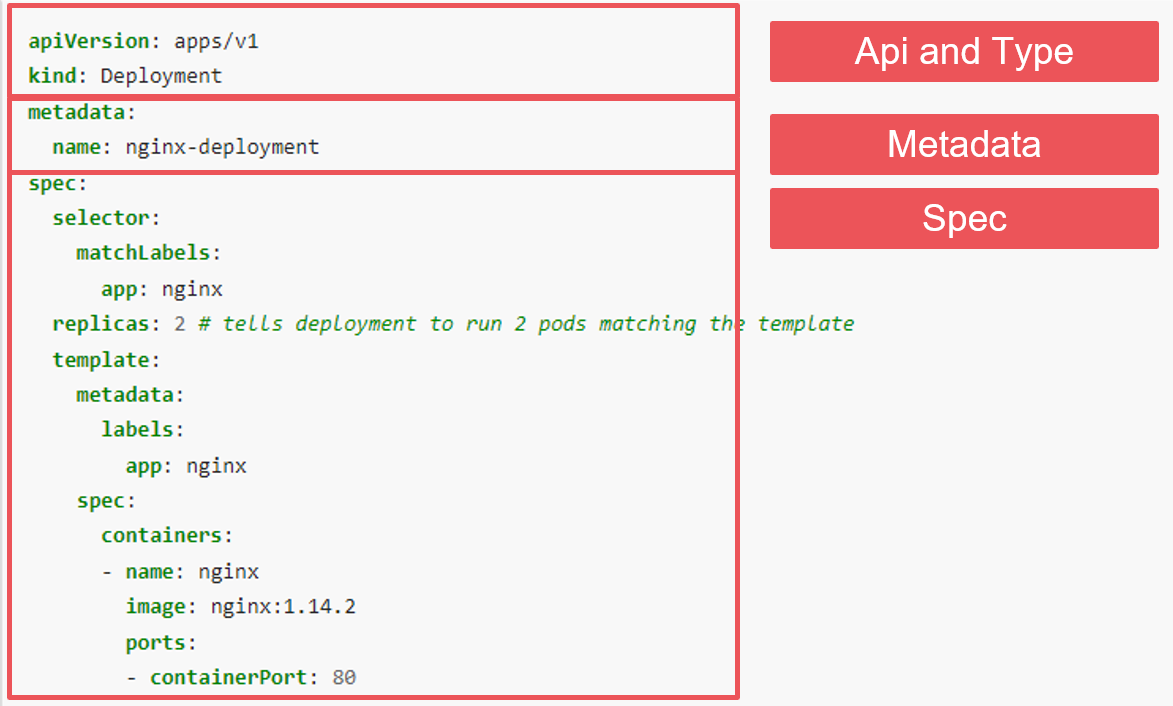 apiVersion: apps/v1
kind: Deployment
metadata:
  name: nginx-deployment
spec:
  selector:
    matchLabels:
      app: nginx
  replicas: 2 # tells deployment to run 2 pods matching the template
  template:
    metadata:
      labels:
        app: nginx
    spec:
      containers:
      - name: nginx
        image: nginx:1.14.2
        ports:
        - containerPort: 80
Api and Type
Metadata
Spec